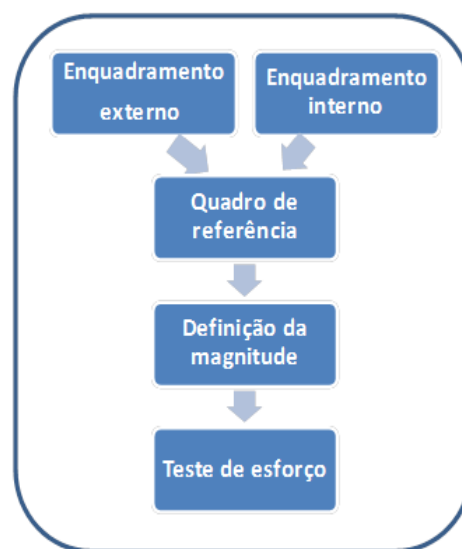 Enquadramento
externo
Enquadramento
interno
Quadro de
referência
Definição da
magnitude
Teste de esforço